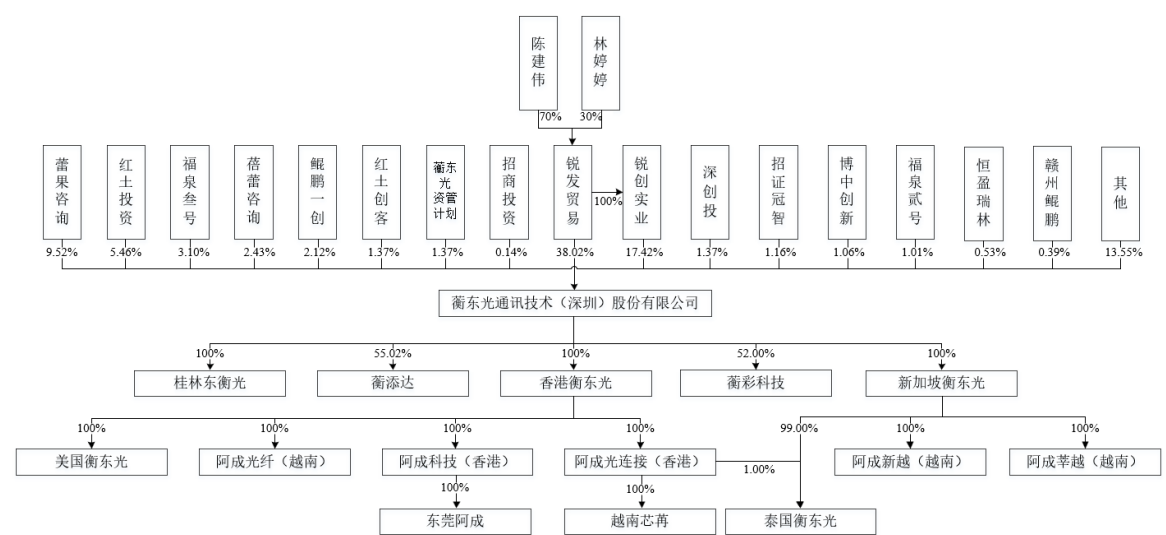 陈建伟
林婷婷
70%
30%
蕾果咨询
红土投资
福泉叁号
蓓蕾咨询
鲲鹏一创
红土创客
蘅东光资管计划
招商投资
锐发贸易
100%
锐创实业
深创投
招证冠智
博中创新
福泉贰号
恒盈瑞林
赣州鲲鹏
其他
9.52%
5.46%
3.10%
2.43%
2.12%
1.37%
1.37%
0.14%
38.02%
17.42%
1.37%
1.16%
1.06%
1.01%
0.53%
0.39%
13.55%
蘅东光通讯技术（深圳）股份有限公司
100%
55.02%
100%
52.00%
100%
桂林东衡光
蘅添达
香港衡东光
蘅彩科技
新加坡衡东光
100%
100%
100%
100%
99.00%
100%
100%
美国衡东光
阿成光纤（越南）
阿成科技（香港）
阿成光连接（香港）
1.00%
阿成新越（越南）
阿成莘越（越南）
100%
100%
东莞阿成
越南芯苒
泰国衡东光